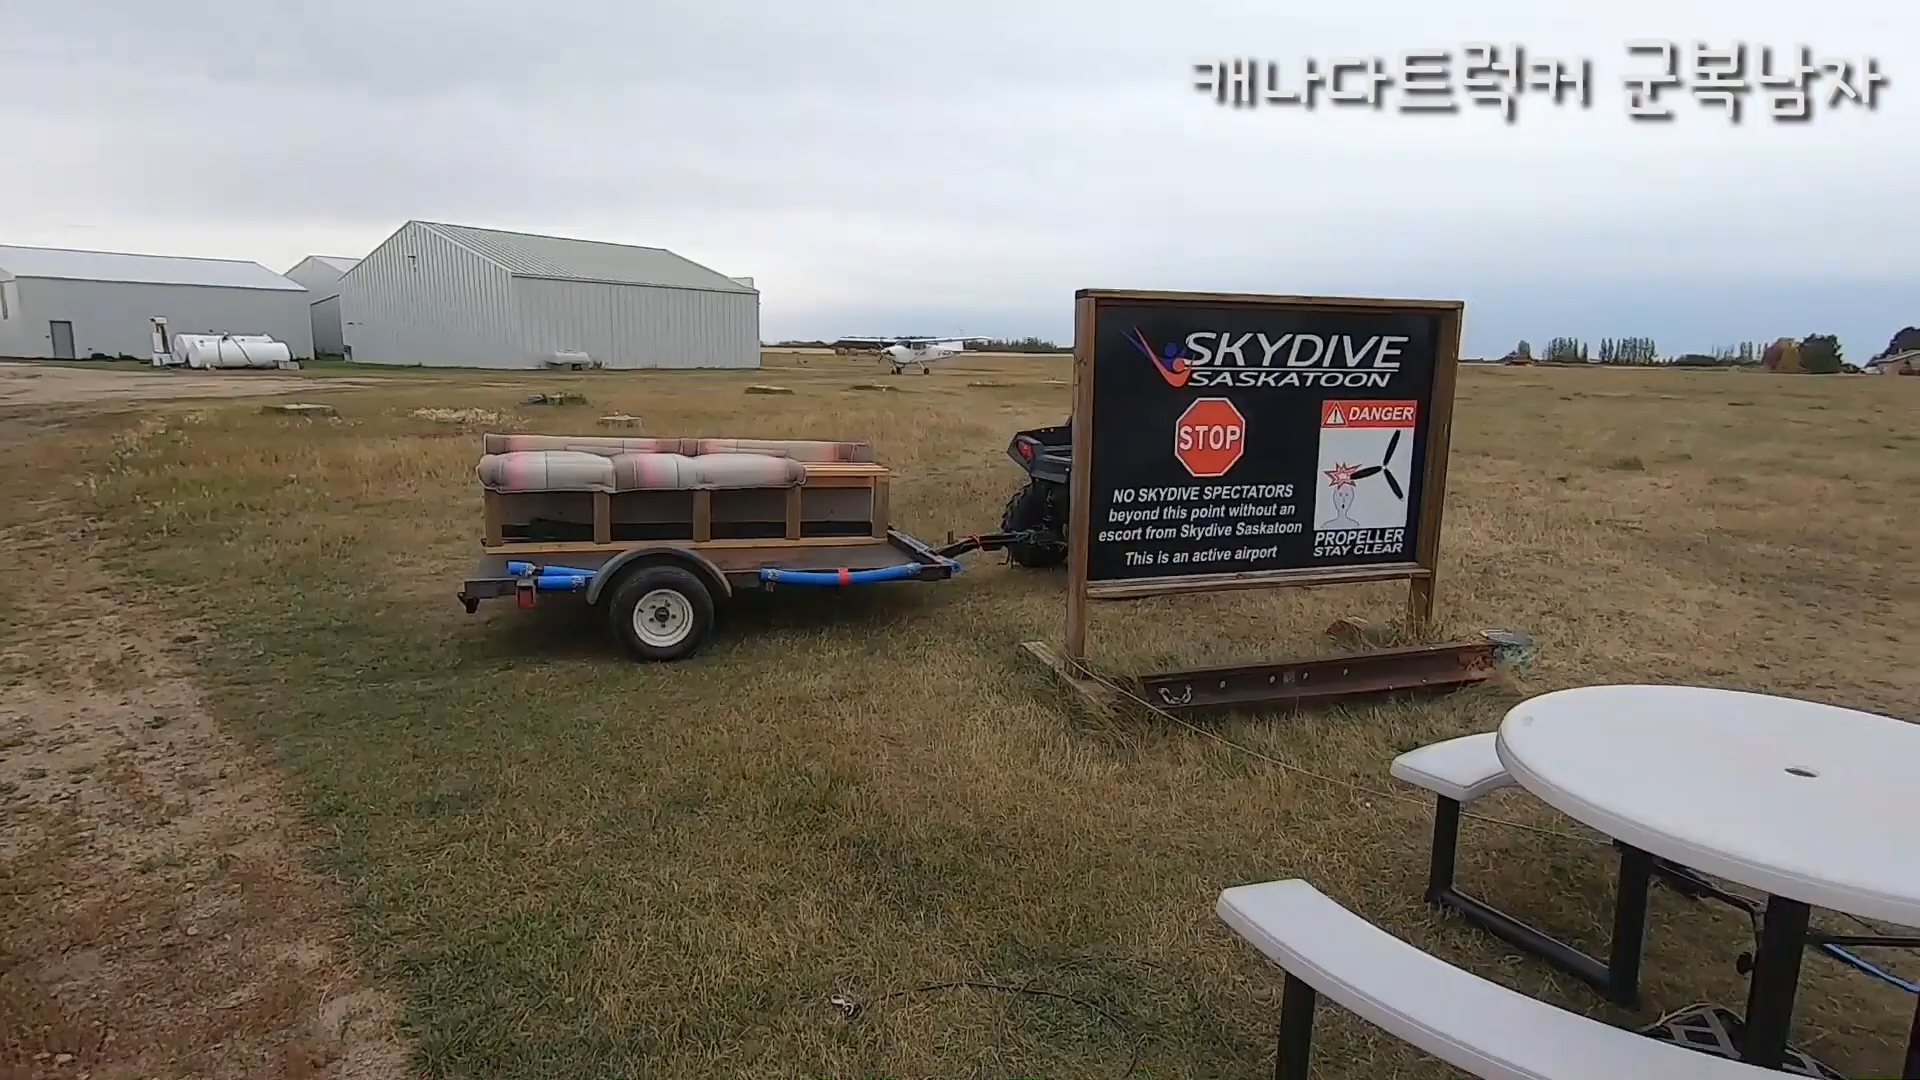 캐나다트럭커 군복남자
SKYDIVE
SASKATOON
STOP
DANGER
NO SKYDIVE SPECTATORS
beyond this point without an
escort from Skydive Saskatoon
This is an active airport
PROPELLER
STAY CLEAR